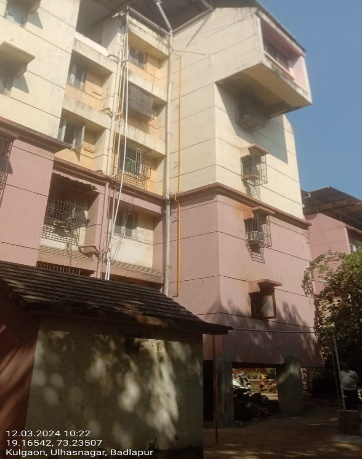 12.03.2024 10:22
19.16542, 73.23507
Kulgaon, Ulhasnagar, Badlapur